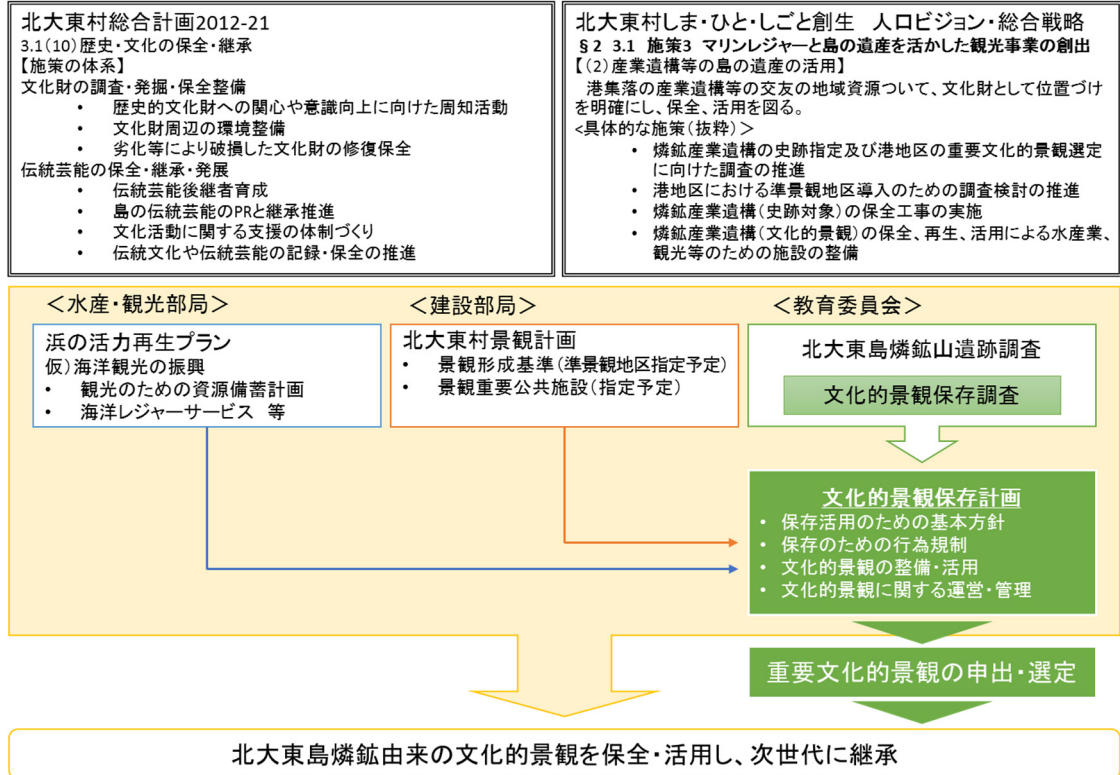 北大東村総合計画2012-21
3.1(10)歴史・文化の保全・継承
【施策の体系】
文化財の調査・発掘・保全整備
• 歴史的文化財への関心や意識向上に向けた周知活動
• 文化財周辺の環境整備
• 劣化等により破損した文化財の修復保全
伝統芸能の保全・継承・発展
• 伝統芸能後継者育成
• 島の伝統芸能のPRと継承推進
• 文化活動に関する支援の体制づくり
• 伝統文化や伝統芸能の記録・保全の推進
北大東村しま・ひと・しごと創生　人口ビジョン・総合戦略
§2 3.1 施策3 マリンレジャーと島の遺産を活かした観光事業の創出
【(2)産業遺構等の島の遺産の活用】
港集落の産業遺構等の交友の地域資源ついて、文化財として位置づけ
を明確にし、保全、活用を図る。
<具体的な施策(抜粋)>
• 燐鉱産業遺構の史跡指定及び港地区の重要文化的景観選定
に向けた調査の推進
• 港地区における準景観地区導入のための調査検討の推進
• 燐鉱産業遺構(史跡対象)の保全工事の実施
• 燐鉱産業遺構(文化的景観)の保全、再生、活用による水産業、
観光等のための施設の整備
＜水産・観光部局＞
浜の活力再生プラン
仮)海洋観光の振興
• 観光のための資源備蓄計画
• 海洋レジャーサービス 等
＜建設部局＞
北大東村景観計画
• 景観形成基準(準景観地区指定予定)
• 景観重要公共施設(指定予定)
＜教育委員会＞
北大東島燐鉱山遺跡調査
文化的景観保存調査
文化的景観保存計画
• 保存活用のための基本方針
• 保存のための行為規制
• 文化的景観の整備・活用
• 文化的景観に関する運営・管理
重要文化的景観の申出・選定
北大東島燐鉱由来の文化的景観を保全・活用し、次世代に継承